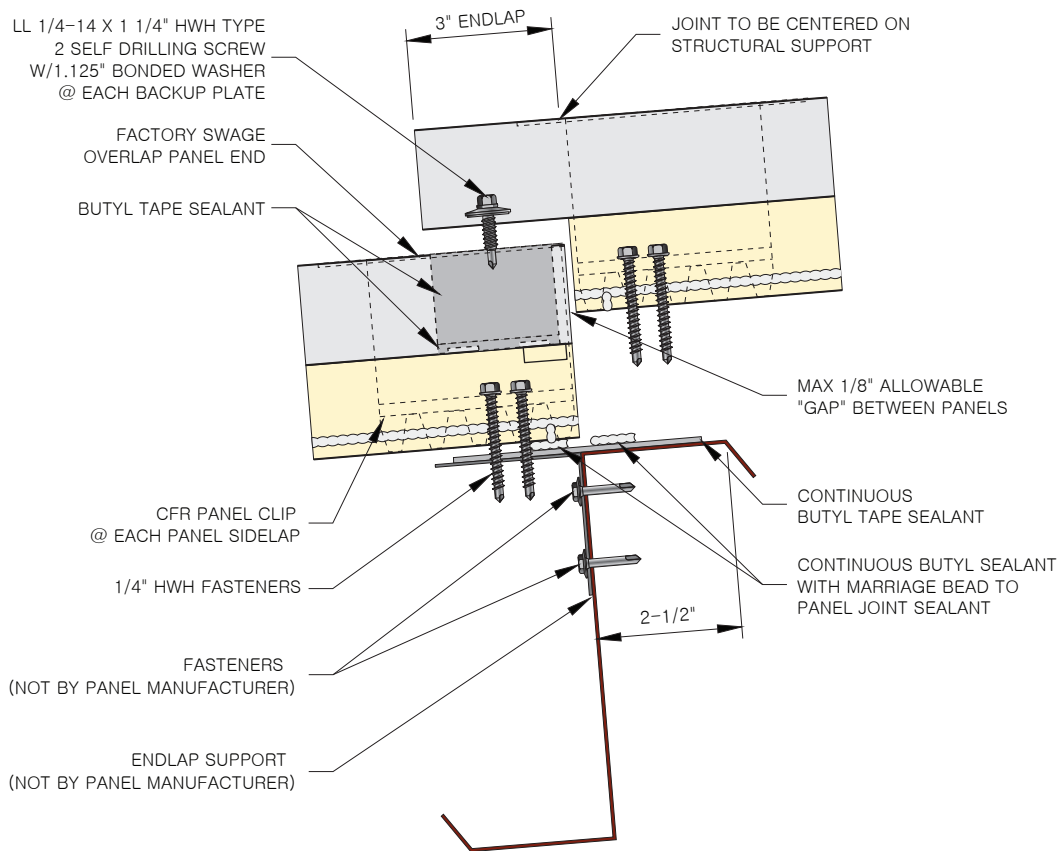 LL 1/4-14 X 1 1/4" HWH TYPE
2 SELF DRILLING SCREW
W/1.125" BONDED WASHER
@ EACH BACKUP PLATE
3" ENDLAP
JOINT TO BE CENTERED ON
STRUCTURAL SUPPORT
FACTORY SWAGE
OVERLAP PANEL END
BUTYL TAPE SEALANT
MAX 1/8" ALLOWABLE
"GAP" BETWEEN PANELS
CFR PANEL CLIP
@ EACH PANEL SIDELAP
CONTINUOUS
BUTYL TAPE SEALANT
1/4" HWH FASTENERS
CONTINUOUS BUTYL SEALANT
WITH MARRIAGE BEAD TO
PANEL JOINT SEALANT
2-1/2"
FASTENERS
(NOT BY PANEL MANUFACTURER)
ENDLAP SUPPORT
(NOT BY PANEL MANUFACTURER)